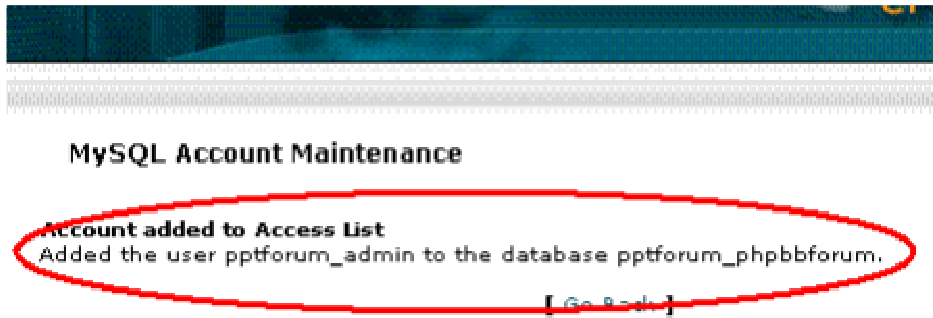 MySQL Account Maintenance
Account added to Access List
Added the user pptforum_admin to the database pptforum_phpbbforum.
[ Go Back ]